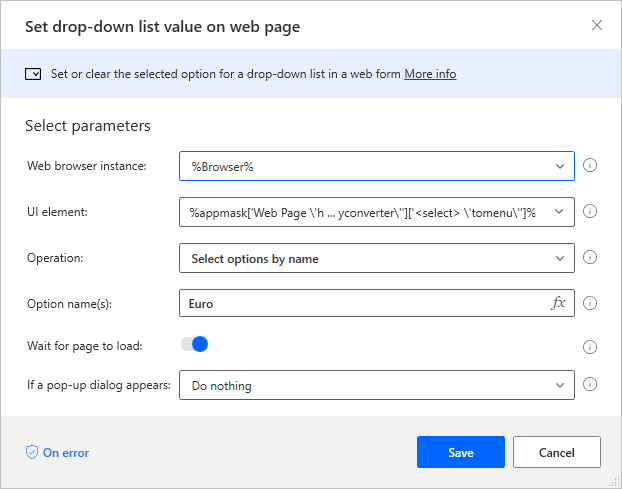 Set drop-down list value on web page
Set or clear the selected option for a drop-down list in a web form More info
Select parameters
Web browser instance: %Browser%
UI element: %appmask['Web Page \'h ... yconverter\'']['<select> \'tomenu\'']%
Operation: Select options by name
Option name(s): Euro fx
Wait for page to load:
If a pop-up dialog appears: Do nothing
On error Save Cancel